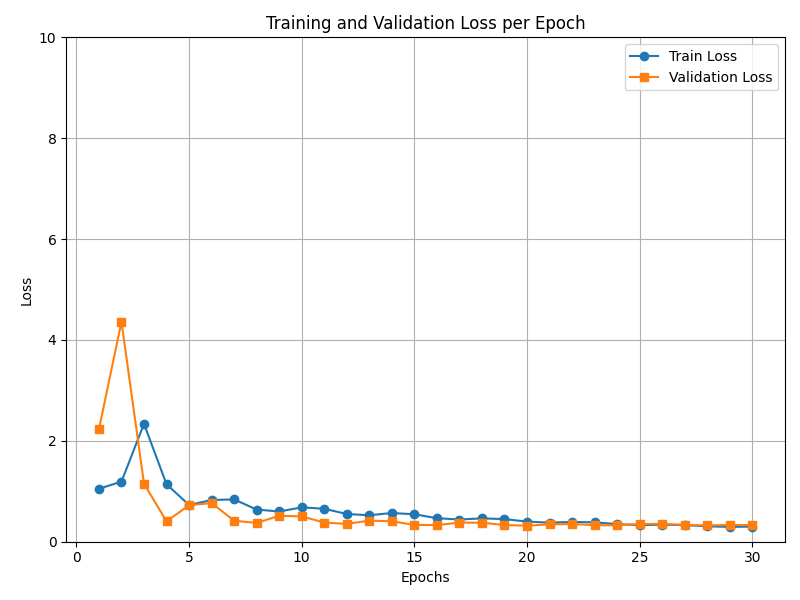 Training and Validation Loss per Epoch
Train Loss
Validation Loss
10
8
6
4
2
0
Loss
0 5 10 15 20 25 30
Epochs